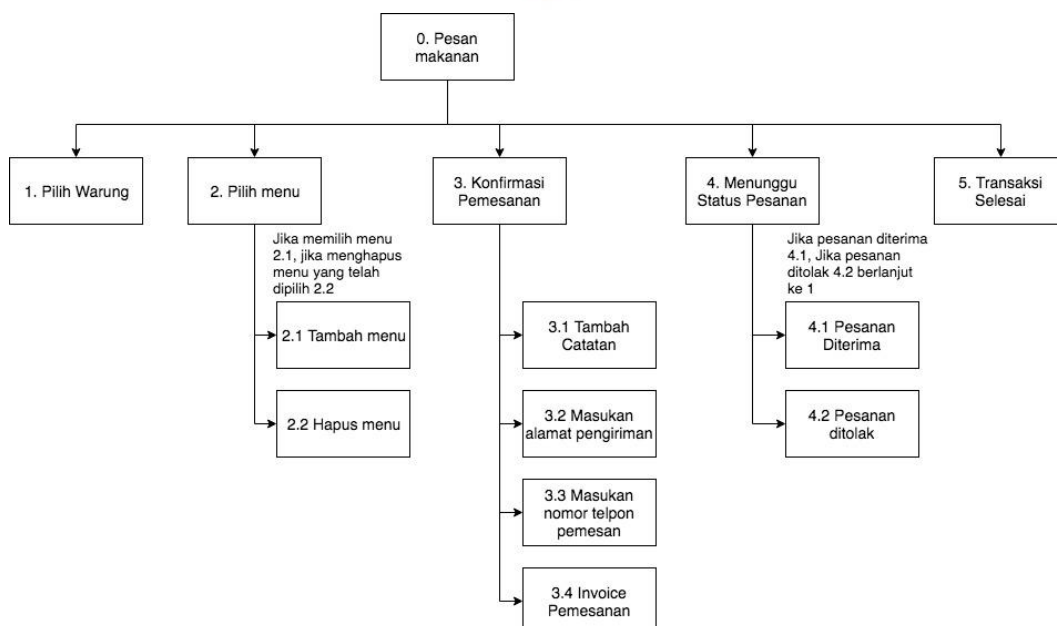 0. Pesan
makanan
1. Pilih Warung
2. Pilih menu
3. Konfirmasi
Pemesanan
4. Menunggu
Status Pesanan
5. Transaksi
Selesai
Jika memilih menu
2.1, jika menghapus
menu yang telah
dipilih 2.2
Jika pesanan diterima
4.1, Jika pesanan
ditolak 4.2 berlanjut
ke 1
2.1 Tambah menu
3.1 Tambah
Catatan
4.1 Pesanan
Diterima
2.2 Hapus menu
3.2 Masukan
alamat pengiriman
4.2 Pesanan
ditolak
3.3 Masukan
nomor telpon
pemesan
3.4 Invoice
Pemesanan